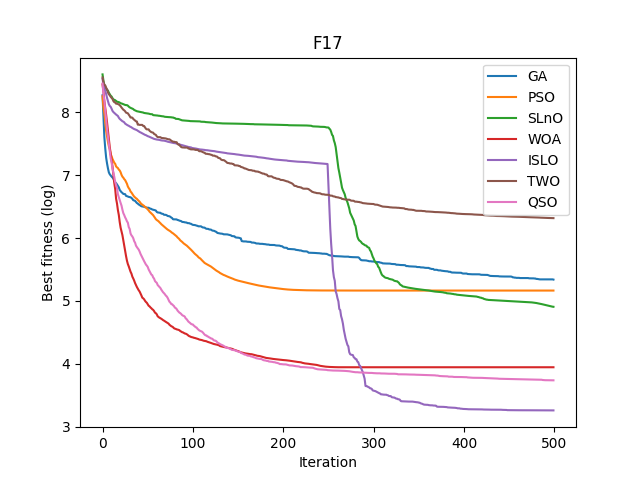 F17
Best fitness (log)
8
7
6
5
4
3
GA
PSO
SLnO
WOA
ISLO
TWO
QSO
0 100 200 300 400 500
Iteration